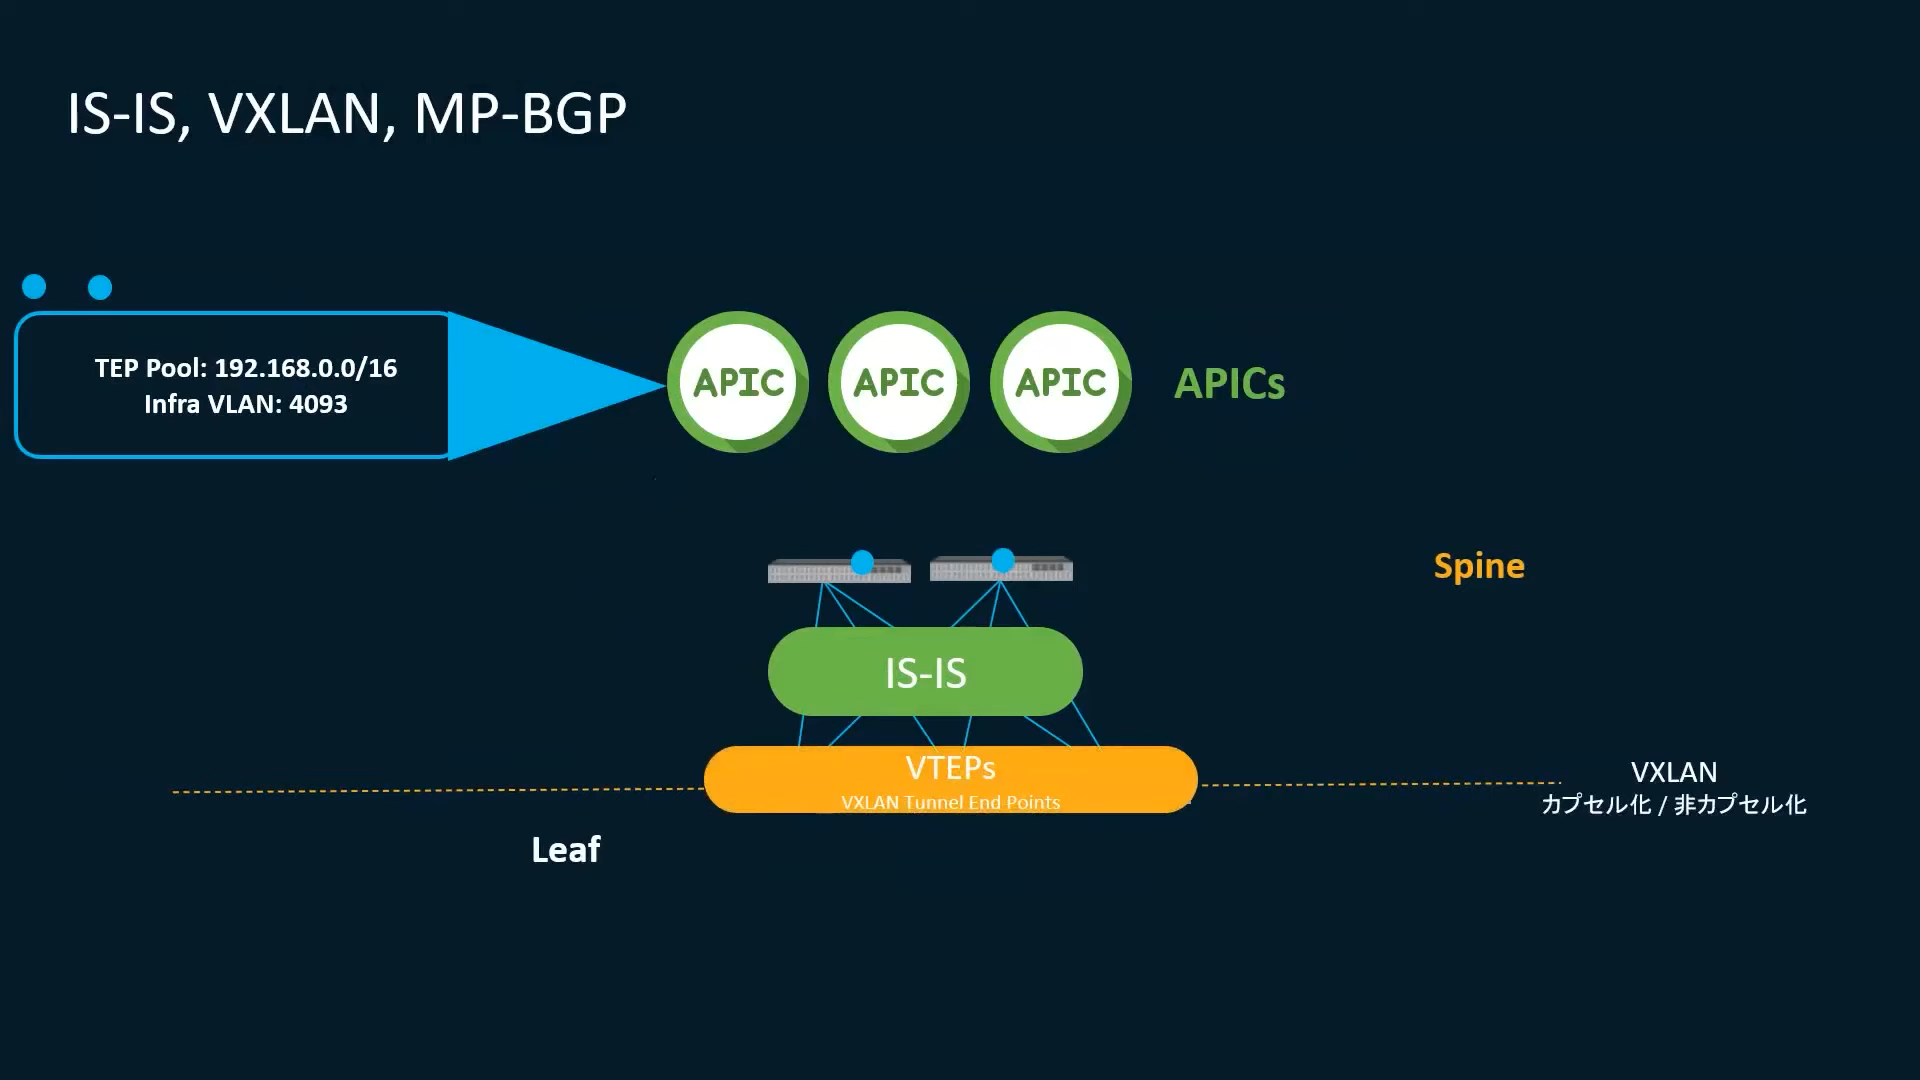 IS-IS, VXLAN, MP-BGP
TEP Pool: 192.168.0.0/16
Infra VLAN: 4093
APIC
APIC
APIC
APICs
Spine
IS-IS
VTEPs
VXLAN Tunnel End Points
VXLAN
カプセル化 / 非カプセル化
Leaf